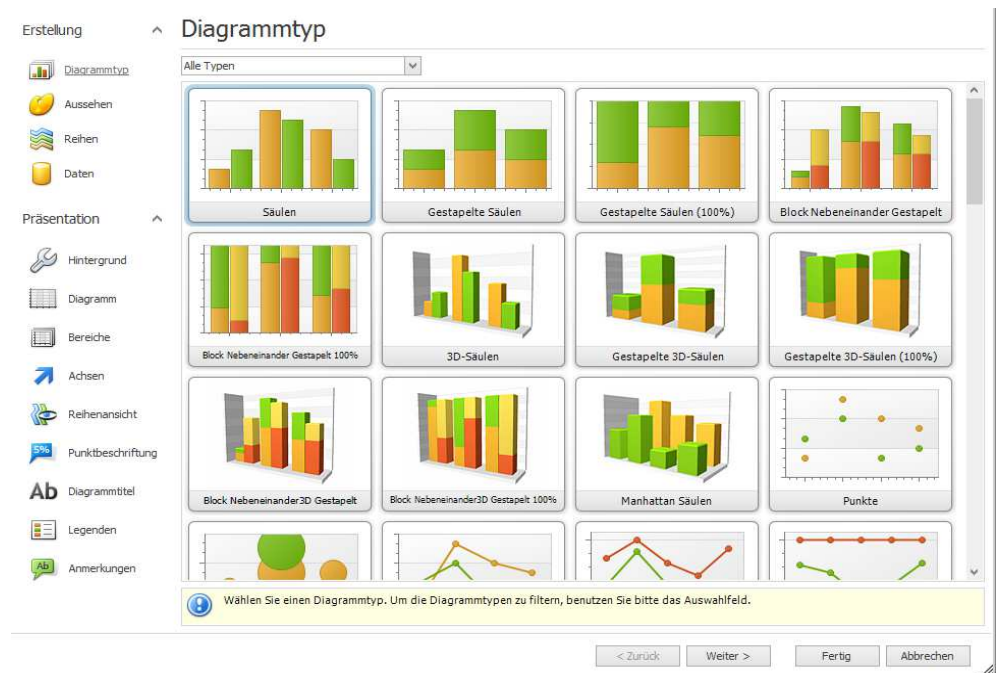 Erstellung
Diagrammtyp
Aussehen
Reihen
Daten
Präsentation
Hintergrund
Diagramm
Bereiche
Achsen
Reihenansicht
5%
Punktbeschriftung
Ab
Diagrammtitel
Legenden
Ab
Anmerkungen
Diagrammtyp
Alle Typen
Säulen
Gestapelte Säulen
Gestapelte Säulen (100%)
Block Nebeneinander Gestapelt
Block Nebeneinander Gestapelt 100%
3D-Säulen
Gestapelte 3D-Säulen
Gestapelte 3D-Säulen (100%)
Block Nebeneinander3D Gestapelt
Block Nebeneinander3D Gestapelt 100%
Manhattan Säulen
Punkte
Wählen Sie einen Diagrammtyp. Um die Diagrammtypen zu filtern, benutzen Sie bitte das Auswahlfeld.
< Zurück
Weiter >
Fertig
Abbrechen